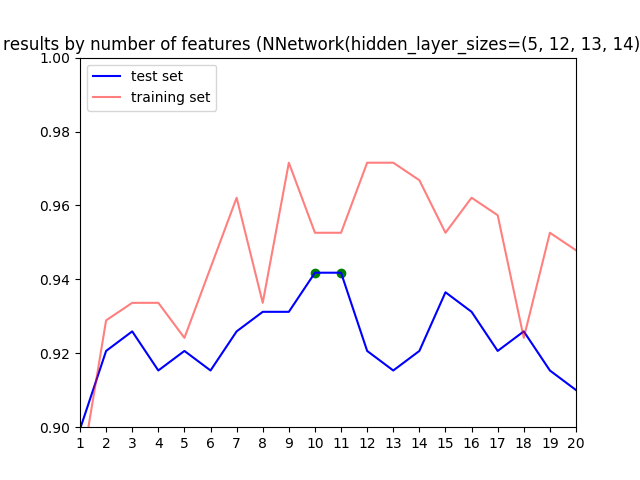 results by number of features (NNetwork(hidden_layer_sizes=(5, 12, 13, 14)
test set
training set
1.00
0.98
0.96
0.94
0.92
0.90
1 2 3 4 5 6 7 8 9 10 11 12 13 14 15 16 17 18 19 20